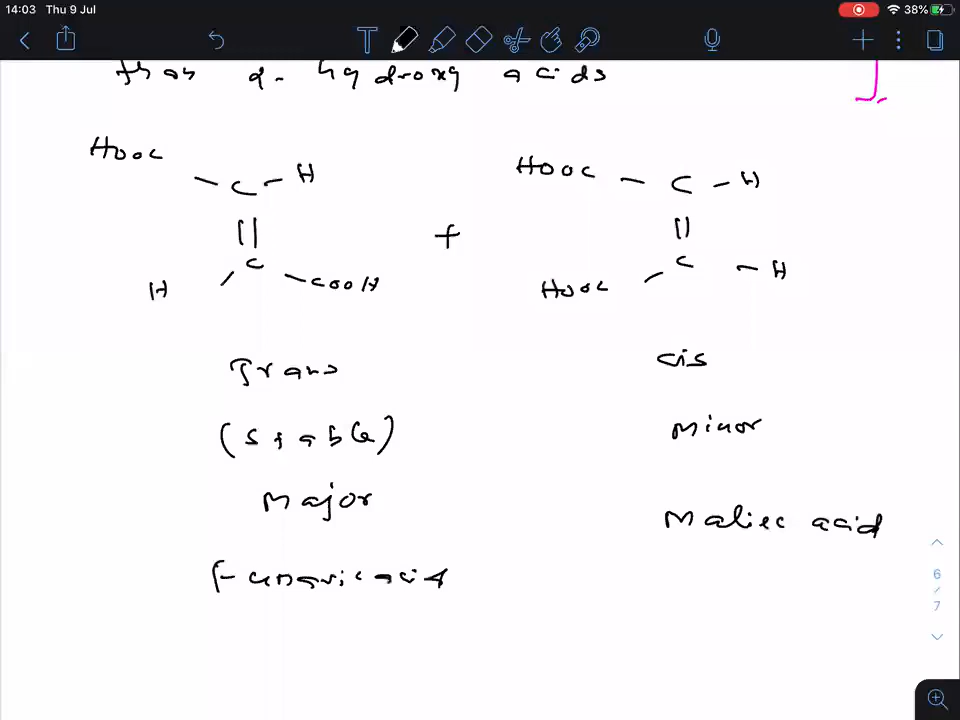 14:03 Thu 9 Jul
38%
than α- hydroxy acids
HOOC
C
H
C
H
COOH
+
HOOC
C
H
C
HOOC
H
Trans
cis
(Stable)
Minor
Major
Maliec acid
Fumaric acid
6
/
7